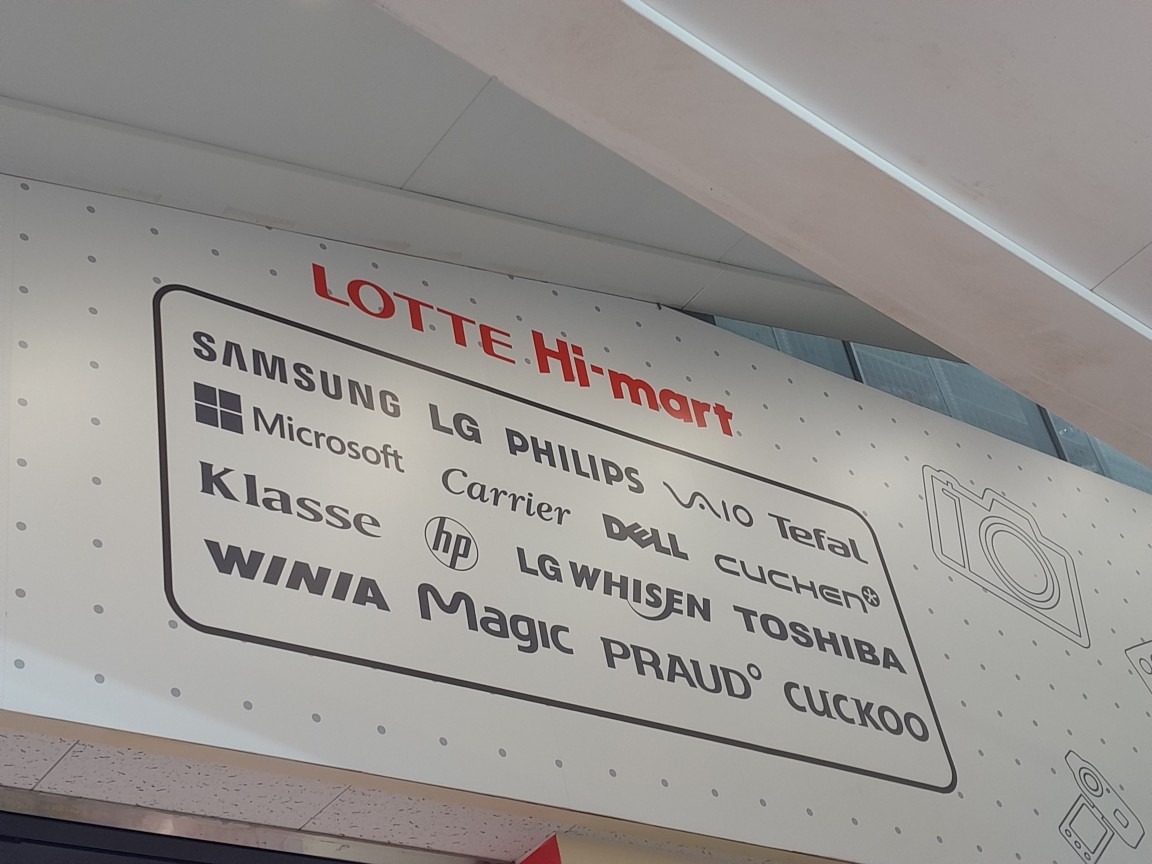 LOTTE Hi-mart
SAMSUNG LG PHILIPS VAIO Tefal
Microsoft Carrier DELL CUCHEN
Klasse hp LG WHISEN TOSHIBA
WINIA Magic PRAUD CUCKOO